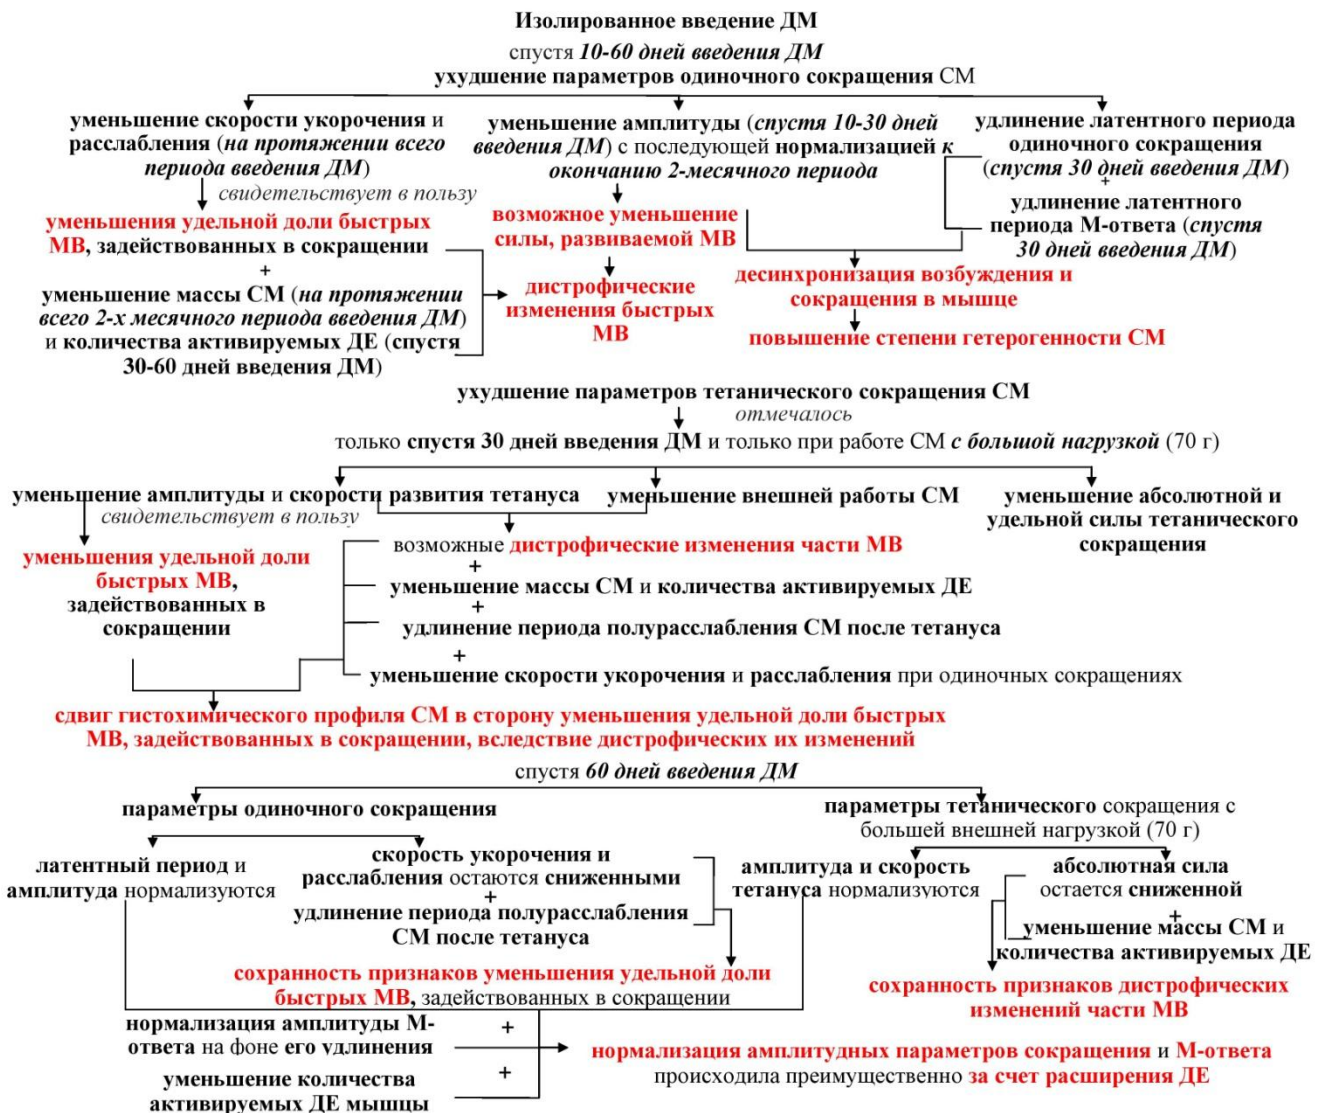 Изолированное введение ДМ
спустя 10-60 дней введения ДМ
ухудшение параметров одиночного сокращения СМ
уменьшение скорости укорочения и
расслабления (на протяжении всего
периода введения ДМ)
свидетельствует в пользу
уменьшения удельной доли быстрых
МВ, задействованных в сокращении
+
уменьшение массы СМ (на протяжении
всего 2-х месячного периода введения ДМ)
и количества активируемых ДЕ (спустя
30-60 дней введения ДМ)
уменьшение амплитуды (спустя 10-30 дней
введения ДМ) с последующей нормализацией к
окончанию 2-месячного периода
возможное уменьшение
силы, развиваемой МВ
дистрофические
изменения быстрых
МВ
удлинение латентного периода
одиночного сокращения
(спустя 30 дней введения ДМ)
+
удлинение латентного
периода М-ответа (спустя
30 дней введения ДМ)
десинхронизация возбуждения и
сокращения в мышце
повышение степени гетерогенности СМ
ухудшение параметров тетанического сокращения СМ
отмечалось
только спустя 30 дней введения ДМ и только при работе СМ с большой нагрузкой (70 г)
уменьшение амплитуды и скорости развития тетануса
свидетельствует в пользу
уменьшения удельной доли
быстрых МВ,
задействованных в
сокращении
уменьшение внешней работы СМ
уменьшение абсолютной и
удельной силы тетанического
сокращения
возможные дистрофические изменения части МВ
+
уменьшение массы СМ и количества активируемых ДЕ
+
удлинение периода полурасслабления СМ после тетануса
+
уменьшение скорости укорочения и расслабления при одиночных сокращениях
сдвиг гистохимического профиля СМ в сторону уменьшения удельной доли быстрых
МВ, задействованных в сокращении, вследствие дистрофических их изменений
спустя 60 дней введения ДМ
параметры одиночного сокращения
латентный период и
амплитуда нормализуются
скорость укорочения и
расслабления остаются сниженными
+
удлинение периода полурасслабления
СМ после тетануса
сохранность признаков уменьшения удельной доли
быстрых МВ, задействованных в сокращении
параметры тетанического сокращения с
большей внешней нагрузкой (70 г)
амплитуда и скорость
тетануса нормализуются
абсолютная сила
остается сниженной
+
уменьшение массы СМ и
количества активируемых ДЕ
сохранность признаков дистрофических
изменений части МВ
нормализация амплитуды М-
ответа на фоне его удлинения
+
+
уменьшение количества
активируемых ДЕ мышцы
нормализация амплитудных параметров сокращения и М-ответа
происходила преимущественно за счет расширения ДЕ